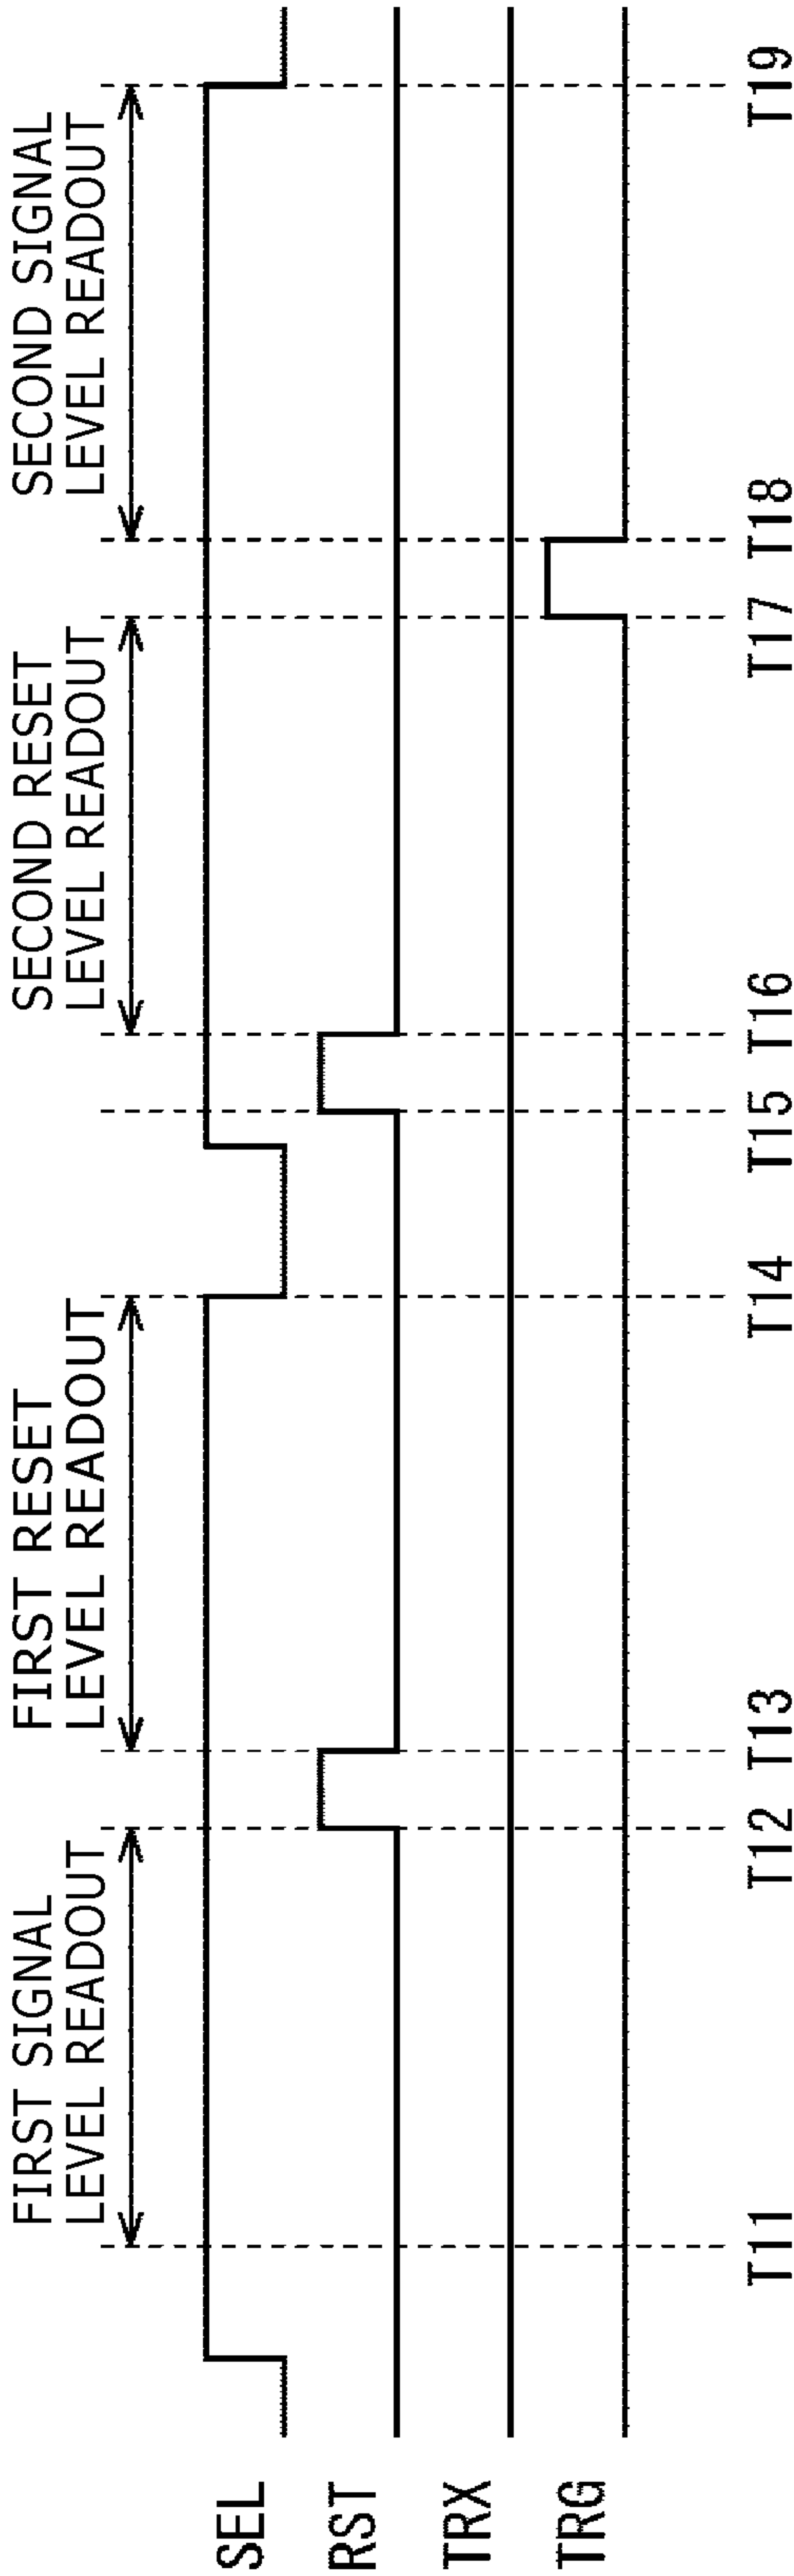 FIRST SIGNAL
LEVEL READOUT
FIRST RESET
LEVEL READOUT
SECOND RESET
LEVEL READOUT
SECOND SIGNAL
LEVEL READOUT
SEL
RST
TRX
TRG
T11
T12
T13
T14
T15
T16
T17
T18
T19